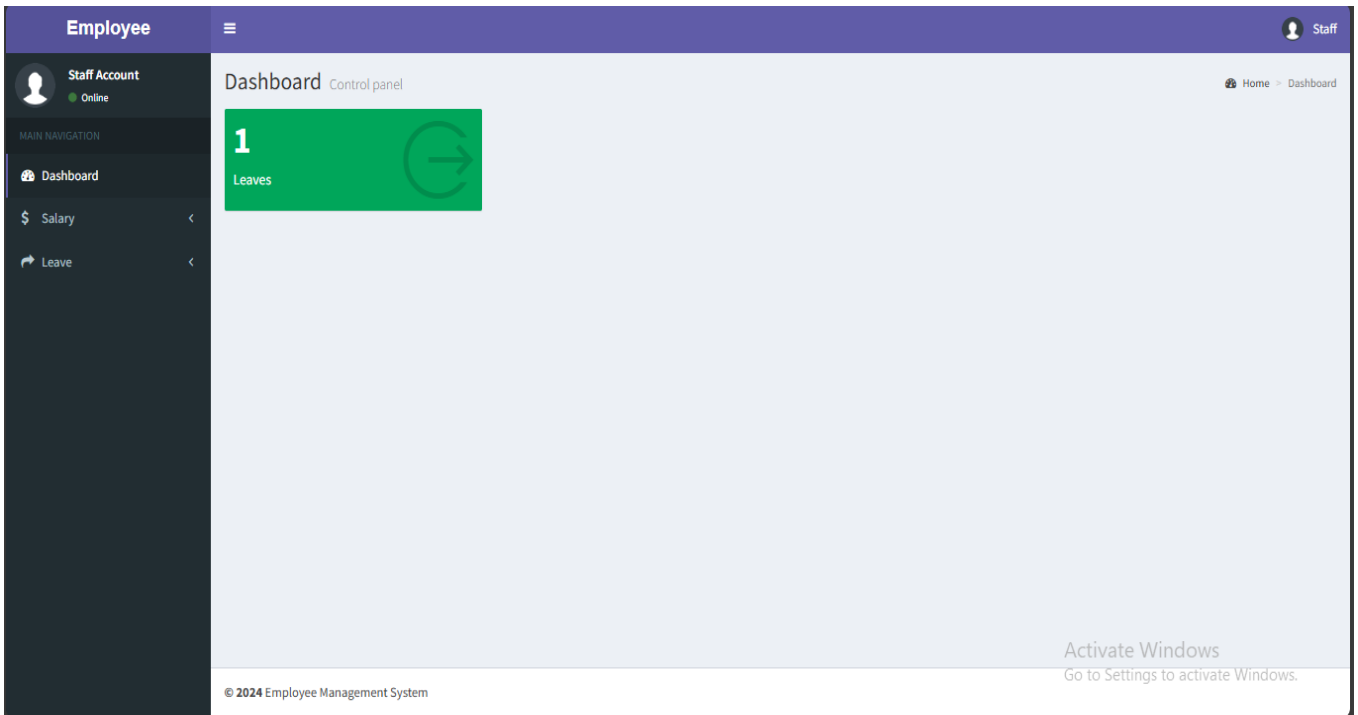 Employee
Staff
Staff Account
Online
MAIN NAVIGATION
Dashboard
$ Salary
Leave
Dashboard Control panel
Home > Dashboard
1
Leaves
Activate Windows
Go to Settings to activate Windows.
© 2024 Employee Management System